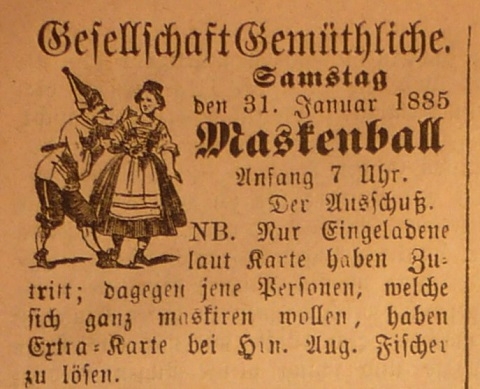 Gesellschaft Gemüthliche.
Samstag
den 31. Januar 1885
Maskenball
Anfang 7 Uhr.
Der Ausschuß.
NB. Nur Eingeladene
laut Karte haben Zu-
tritt; dagegen jene Personen, welche
sich ganz maskiren wollen, haben
Extra-Karte bei Hrn. Aug. Fischer
zu lösen.